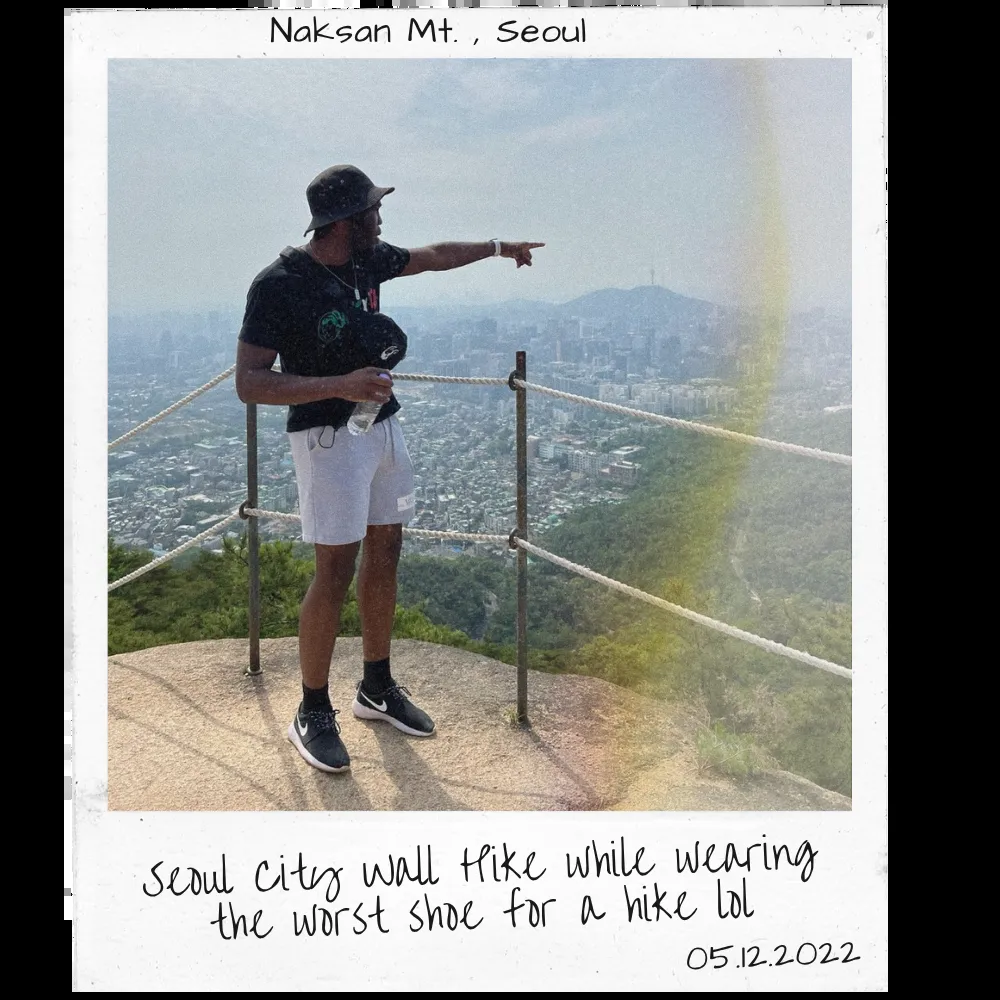 Naksan Mt. , Seoul
Seoul City Wall Hike while wearing
the worst shoe for a hike lol
05.12.2022